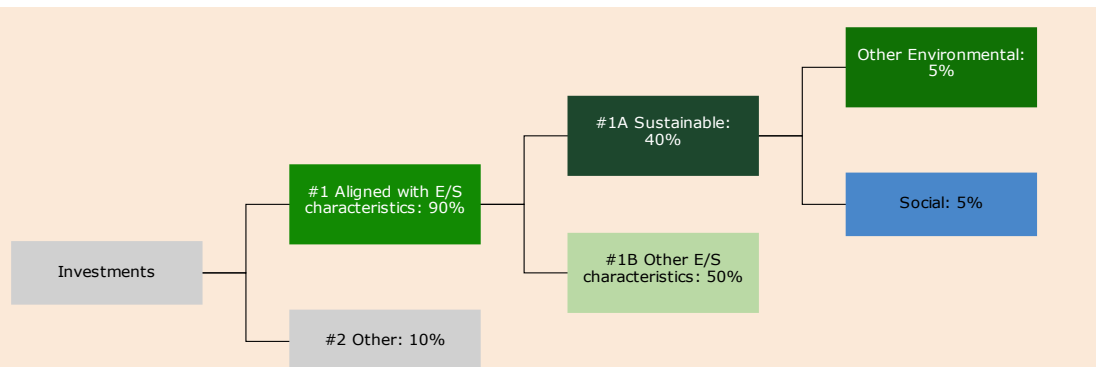 Investments
#1 Aligned with E/S
characteristics: 90%
#2 Other: 10%
#1A Sustainable:
40%
#1B Other E/S
characteristics: 50%
Other Environmental:
5%
Social: 5%